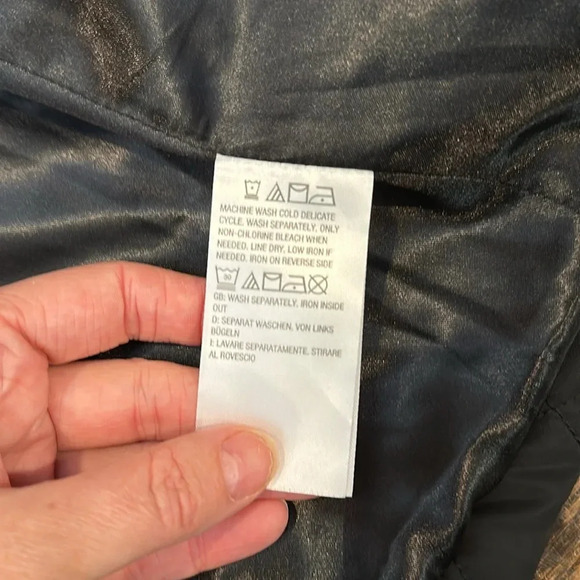 MACHINE WASH COLD DELICATE
CYCLE, WASH SEPARATELY, ONLY
NON-CHLORINE BLEACH WHEN
NEEDED. LINE DRY, LOW IRON IF
NEEDED. IRON ON REVERSE SIDE
30
GB: WASH SEPARATELY, IRON INSIDE
OUT
D: SEPARAT WASCHEN, VON LINKS
BÜGELN
I: LAVARE SEPARATAMENTE, STIRARE
AL ROVESCIO